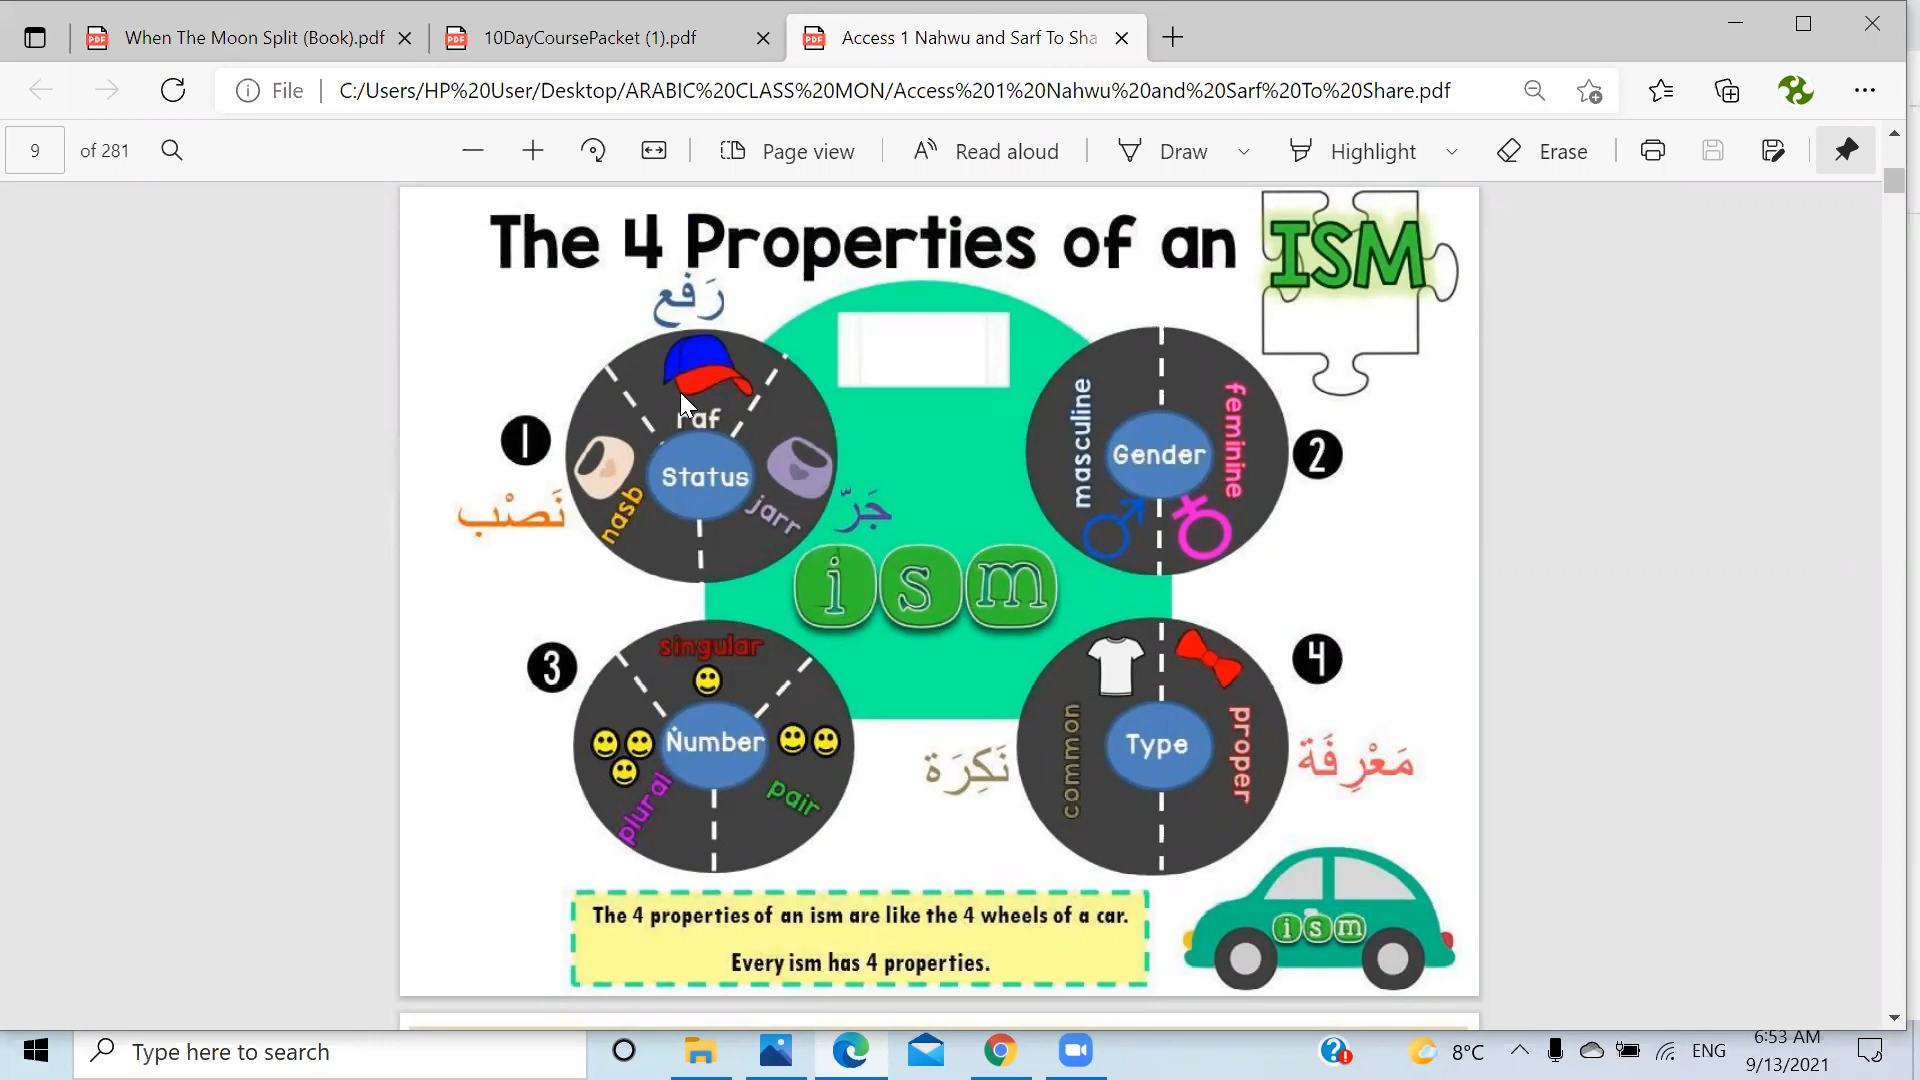 When The Moon Split (Book).pdf
10DayCoursePacket (1).pdf
Access 1 Nahwu and Sarf To Sha
File
C:/Users/HP%20User/Desktop/ARABIC%20CLASS%20MON/Access%201%20Nahwu%20and%20Sarf%20To%20Share.pdf
9 of 281
Page view
Read aloud
Draw
Highlight
Erase
The 4 Properties of an ISM
رَفع
raf
Status
1
nasb
نَصْب
jarr
جَرّ
masculine
Gender
feminine
2
ism
3
singular
Number
plural
pair
4
common
Type
proper
نَكِرَة
مَعْرِفَة
The 4 properties of an ism are like the 4 wheels of a car.
Every ism has 4 properties.
ism
Type here to search
8°C
ENG
6:53 AM
9/13/2021